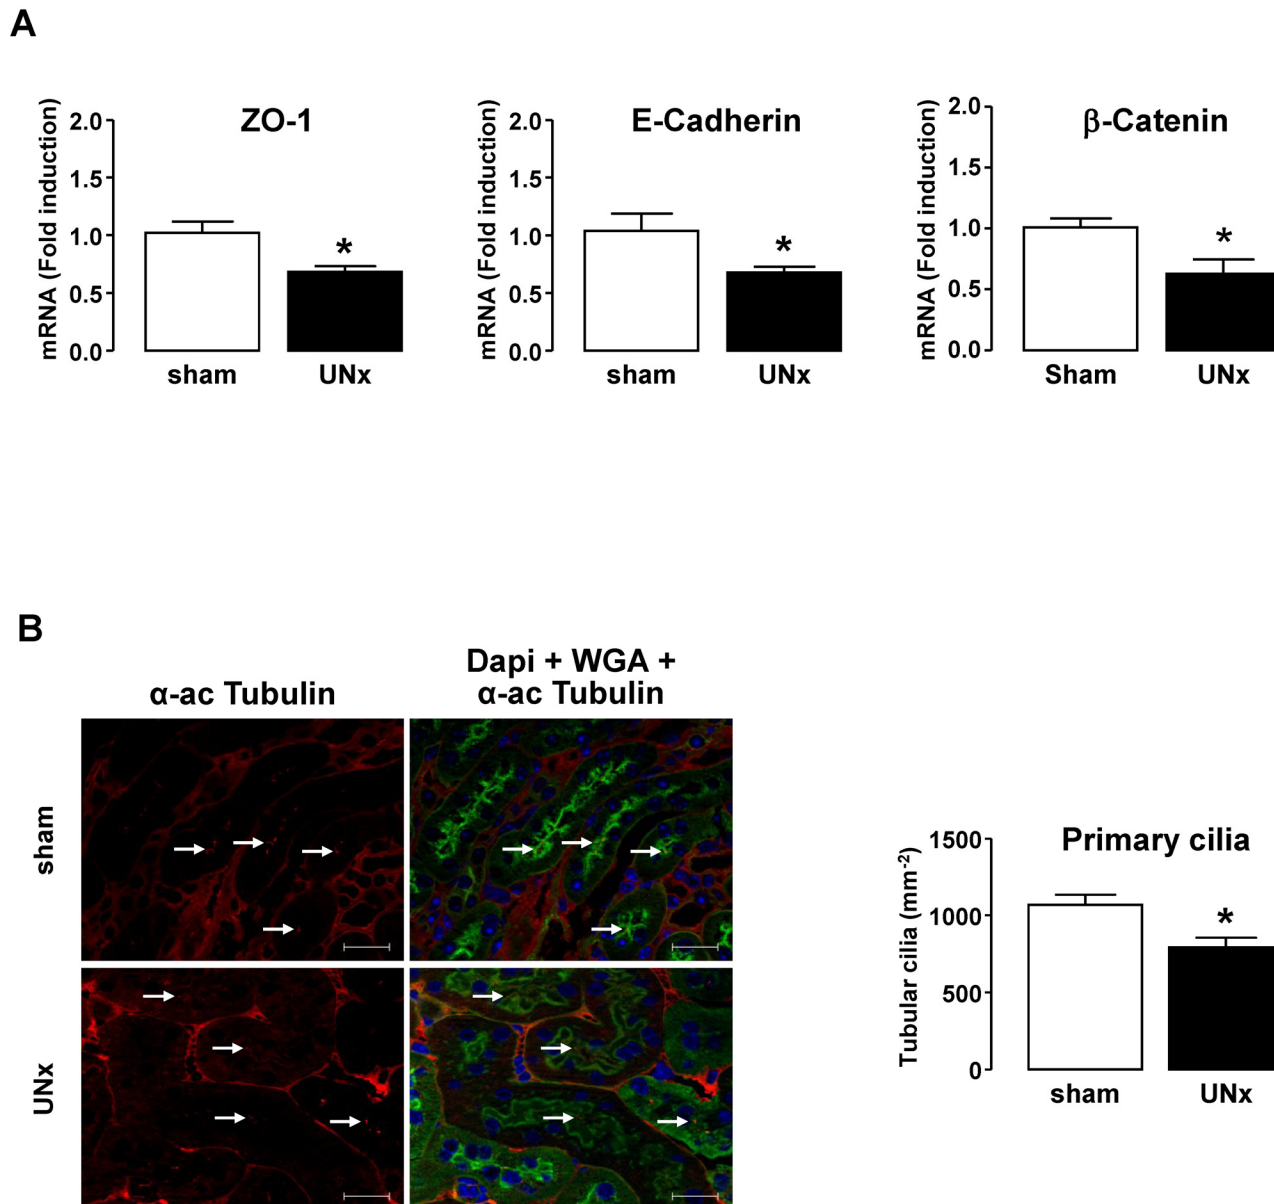 A
ZO-1
mRNA (Fold induction)
2.0
1.5
1.0
0.5
0.0
*
sham
UNx
E-Cadherin
mRNA (Fold induction)
2.0
1.5
1.0
0.5
0.0
*
sham
UNx
β-Catenin
mRNA (Fold induction)
2.0
1.5
1.0
0.5
0.0
*
Sham
UNx
B
α-ac Tubulin
Dapi + WGA +
α-ac Tubulin
sham
UNx
Primary cilia
Tubular cilia (mm-2)
1500
1000
500
0
*
sham
UNx